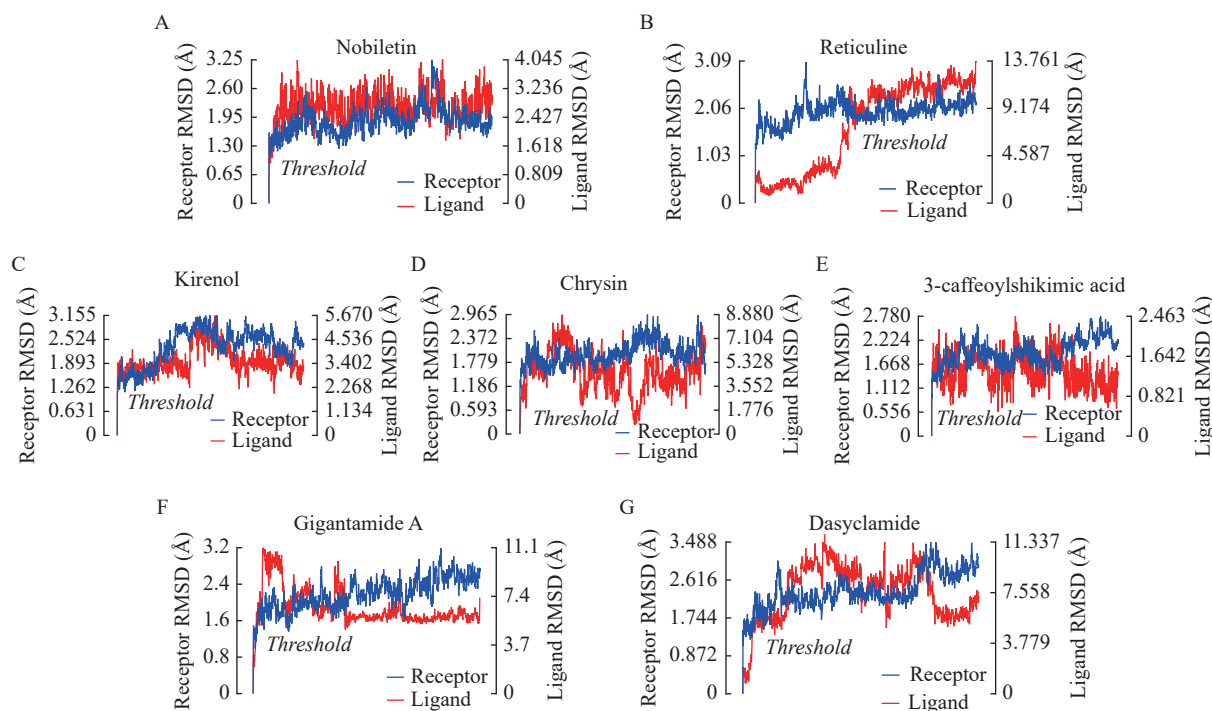 A
Nobiletin
Receptor RMSD (Å)
3.25
2.60
1.95
1.30
0.65
0
4.045
3.236
2.427
1.618
0.809
0
Ligand RMSD (Å)
Threshold
Receptor
Ligand
B
Reticuline
Receptor RMSD (Å)
3.09
2.06
1.03
0
13.761
9.174
4.587
0
Ligand RMSD (Å)
Threshold
Receptor
Ligand
C
Kirenol
Receptor RMSD (Å)
3.155
2.524
1.893
1.262
0.631
0
5.670
4.536
3.402
2.268
1.134
0
Ligand RMSD (Å)
Threshold
Receptor
Ligand
D
Chrysin
Receptor RMSD (Å)
2.965
2.372
1.779
1.186
0.593
0
8.880
7.104
5.328
3.552
1.776
0
Ligand RMSD (Å)
Threshold
Receptor
Ligand
E
3-caffeoylshikimic acid
Receptor RMSD (Å)
2.780
2.224
1.668
1.112
0.556
0
2.463
1.642
0.821
0
Ligand RMSD (Å)
Threshold
Receptor
Ligand
F
Gigantamide A
Receptor RMSD (Å)
3.2
2.4
1.6
0.8
0
11.1
7.4
3.7
0
Ligand RMSD (Å)
Threshold
Receptor
Ligand
G
Dasyclamide
Receptor RMSD (Å)
3.488
2.616
1.744
0.872
0
11.337
7.558
3.779
0
Ligand RMSD (Å)
Threshold
Receptor
Ligand